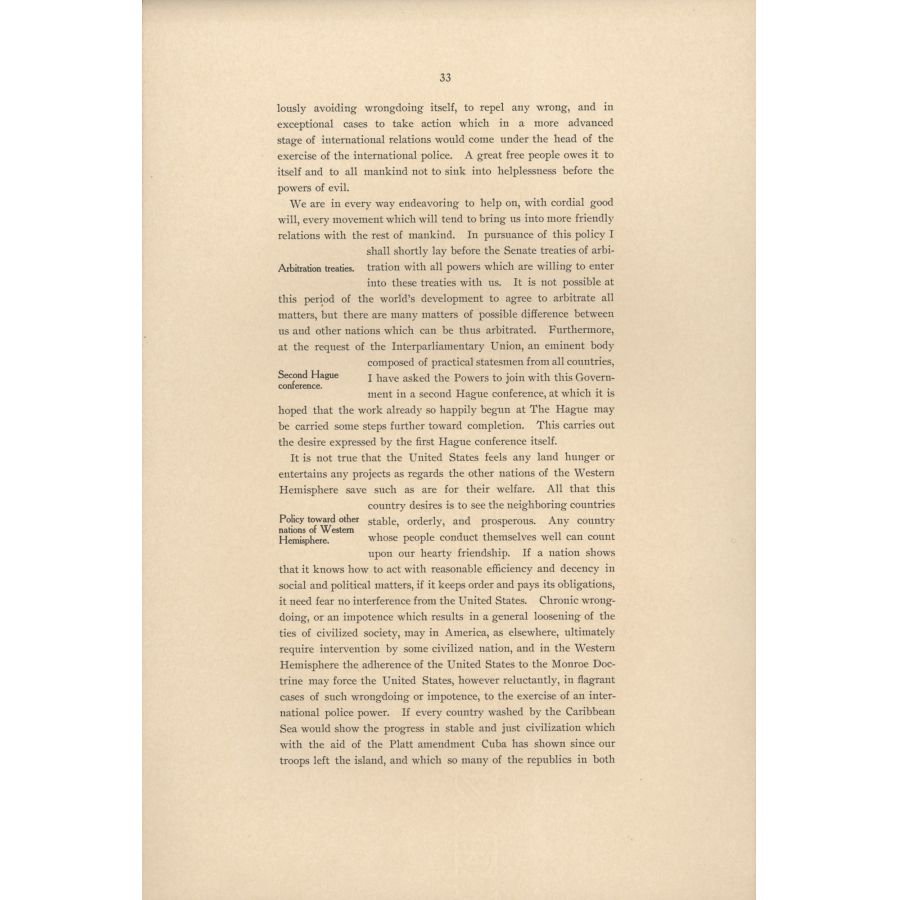 33
lously avoiding wrongdoing itself, to repel any wrong, and in
exceptional cases to take action which in a more advanced
stage of international relations would come under the head of the
exercise of the international police. A great free people owes it to
itself and to all mankind not to sink into helplessness before the
powers of evil.
We are in every way endeavoring to help on, with cordial good
will, every movement which will tend to bring us into more friendly
relations with the rest of mankind. In pursuance of this policy I
shall shortly lay before the Senate treaties of arbi-
Arbitration treaties.
tration with all powers which are willing to enter
into these treaties with us. It is not possible at
this period of the world's development to agree to arbitrate all
matters, but there are many matters of possible difference between
us and other nations which can be thus arbitrated. Furthermore,
at the request of the Interparliamentary Union, an eminent body
composed of practical statesmen from all countries,
Second Hague
conference.
I have asked the Powers to join with this Govern-
ment in a second Hague conference, at which it is
hoped that the work already so happily begun at The Hague may
be carried some steps further toward completion. This carries out
the desire expressed by the first Hague conference itself.
It is not true that the United States feels any land hunger or
entertains any projects as regards the other nations of the Western
Hemisphere save such as are for their welfare. All that this
country desires is to see the neighboring countries
Policy toward other
nations of Western
Hemisphere.
stable, orderly, and prosperous. Any country
whose people conduct themselves well can count
upon our hearty friendship. If a nation shows
that it knows how to act with reasonable efficiency and decency in
social and political matters, if it keeps order and pays its obligations,
it need fear no interference from the United States. Chronic wrong-
doing, or an impotence which results in a general loosening of the
ties of civilized society, may in America, as elsewhere, ultimately
require intervention by some civilized nation, and in the Western
Hemisphere the adherence of the United States to the Monroe Doc-
trine may force the United States, however reluctantly, in flagrant
cases of such wrongdoing or impotence, to the exercise of an inter-
national police power. If every country washed by the Caribbean
Sea would show the progress in stable and just civilization which
with the aid of the Platt amendment Cuba has shown since our
troops left the island, and which so many of the republics in both